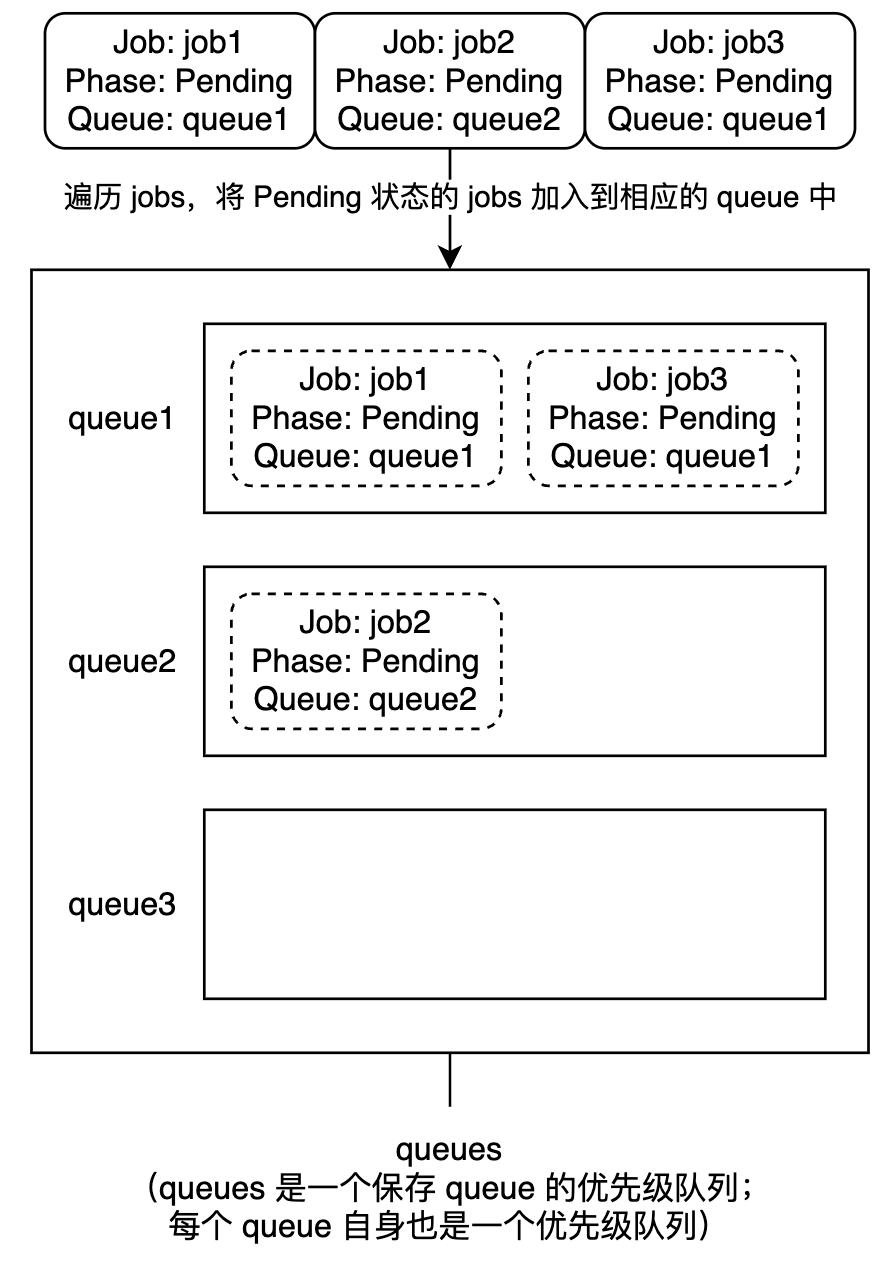 Job: job1
Phase: Pending
Queue: queue1
Job: job2
Phase: Pending
Queue: queue2
Job: job3
Phase: Pending
Queue: queue1
遍历 jobs，将 Pending 状态的 jobs 加入到相应的 queue 中
queue1
Job: job1
Phase: Pending
Queue: queue1
Job: job3
Phase: Pending
Queue: queue1
queue2
Job: job2
Phase: Pending
Queue: queue2
queue3
queues
（queues 是一个保存 queue 的优先级队列；
每个 queue 自身也是一个优先级队列）